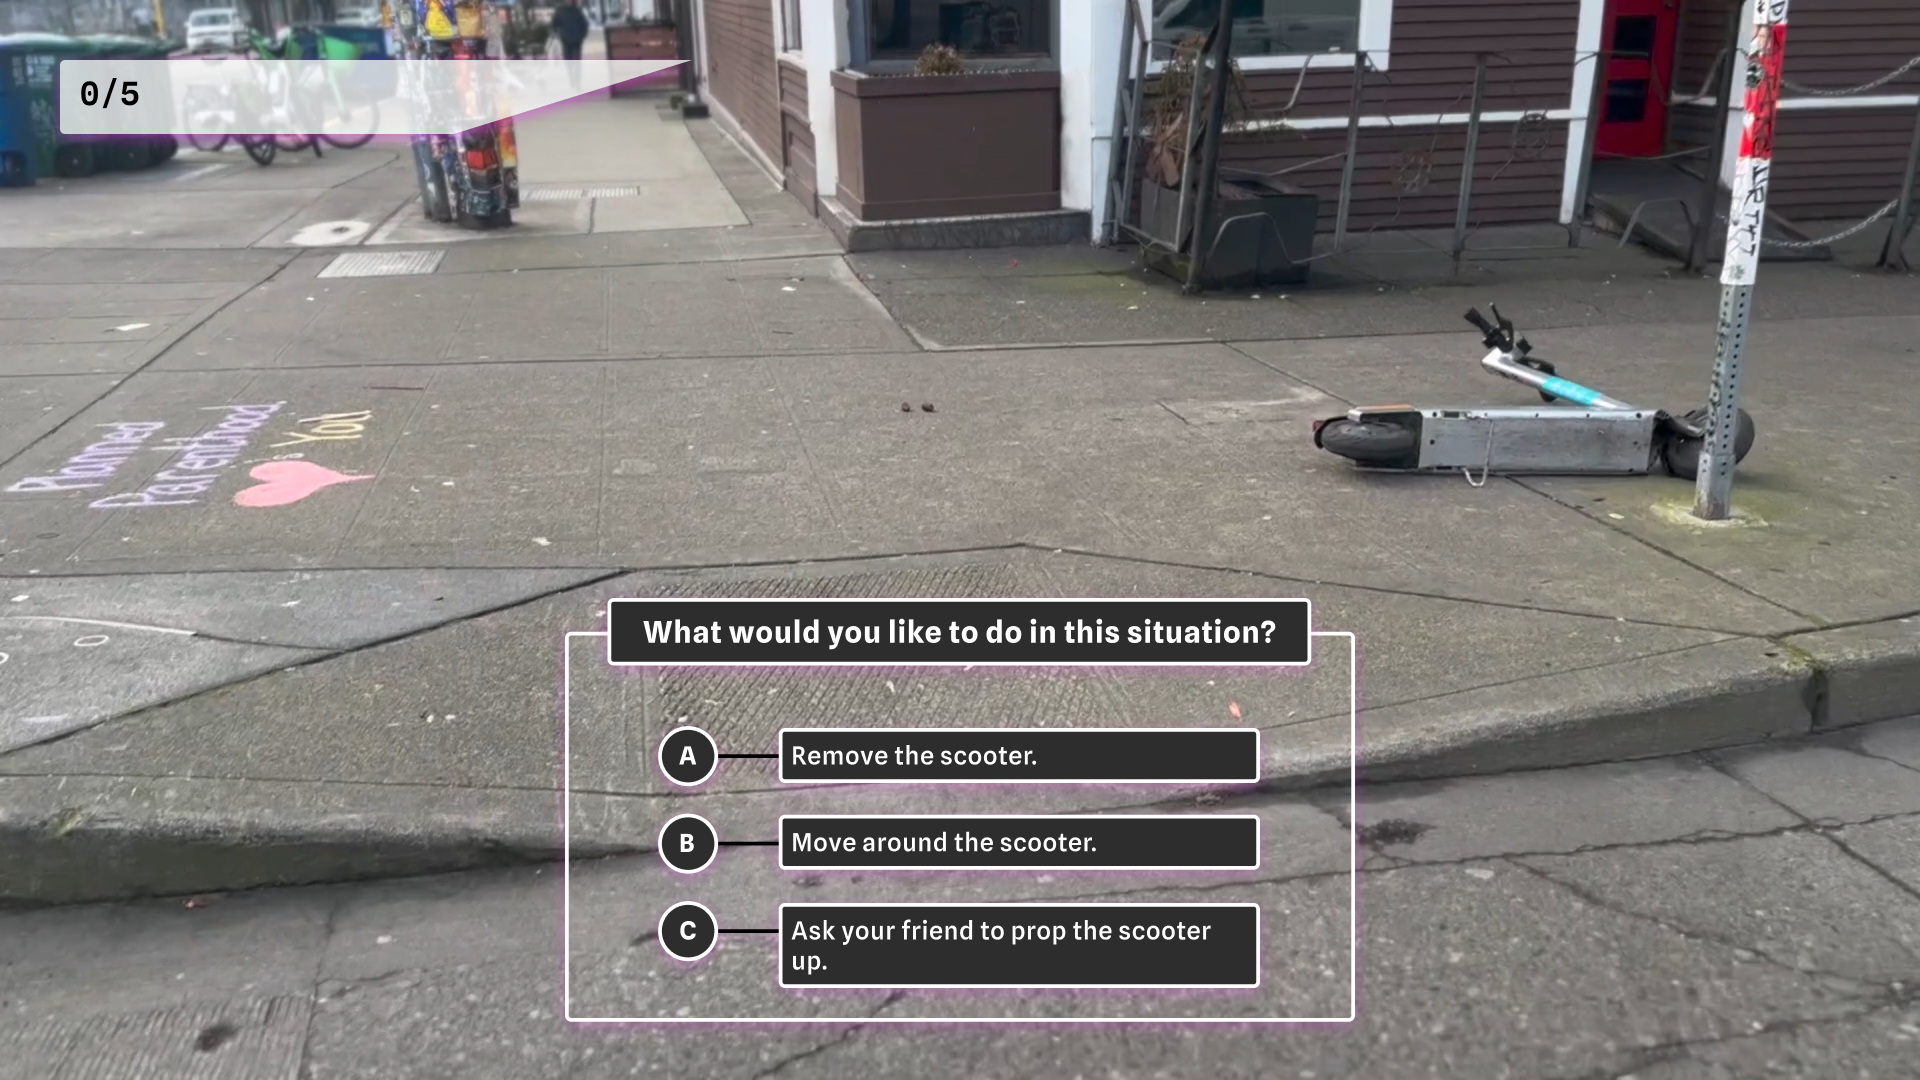 0/5
Planned
Parenthood
♥s You!
What would you like to do in this situation?
A Remove the scooter.
B Move around the scooter.
C Ask your friend to prop the scooter
up.